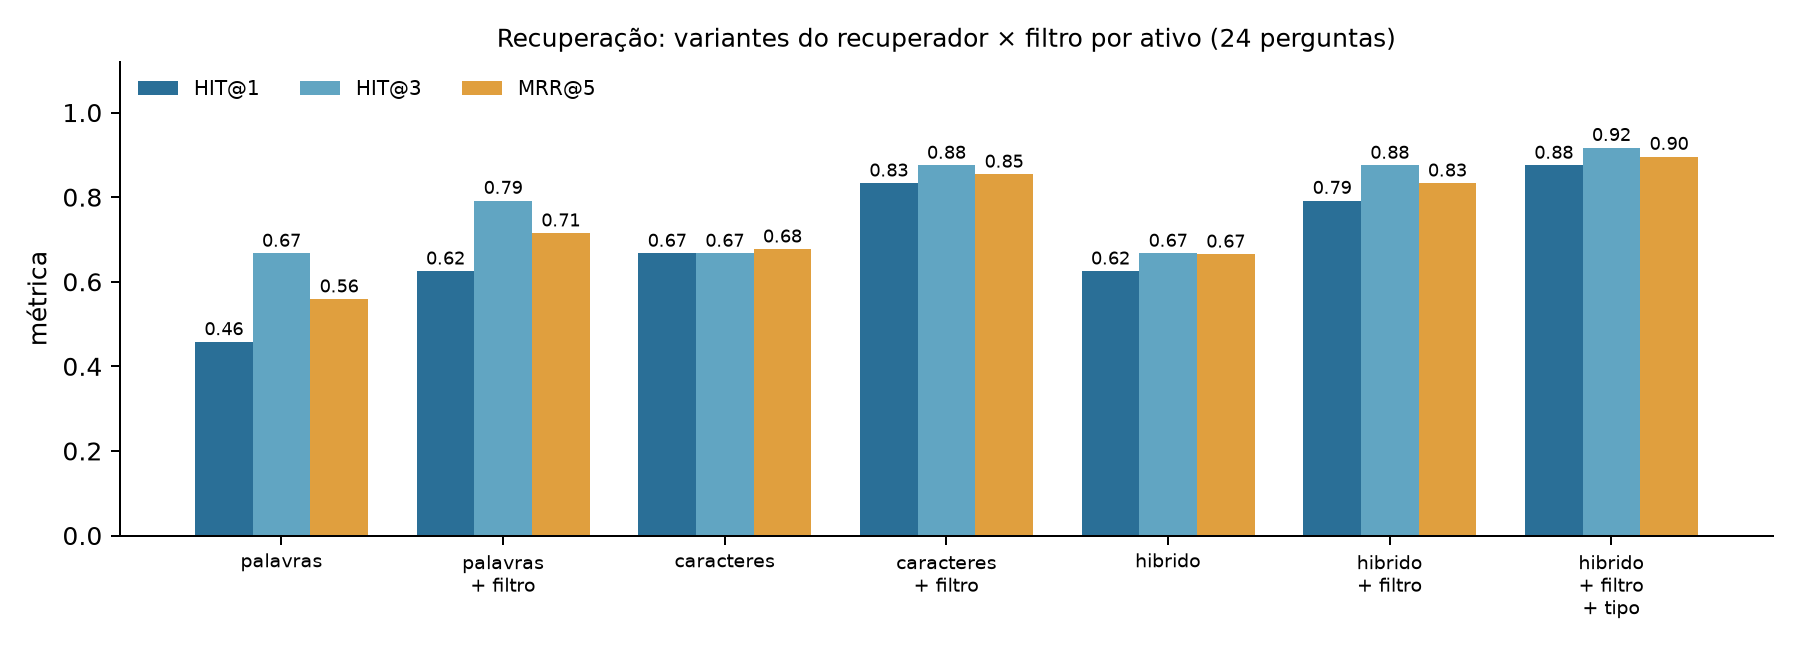 Recuperação: variantes do recuperador × filtro por ativo (24 perguntas)
HIT@1 HIT@3 MRR@5
métrica
1.0
0.8
0.6
0.4
0.2
0.0
0.46 0.67 0.56
0.62 0.79 0.71
0.67 0.67 0.68
0.83 0.88 0.85
0.62 0.67 0.67
0.79 0.88 0.83
0.88 0.92 0.90
palavras
palavras
+ filtro
caracteres
caracteres
+ filtro
hibrido
hibrido
+ filtro
hibrido
+ filtro
+ tipo